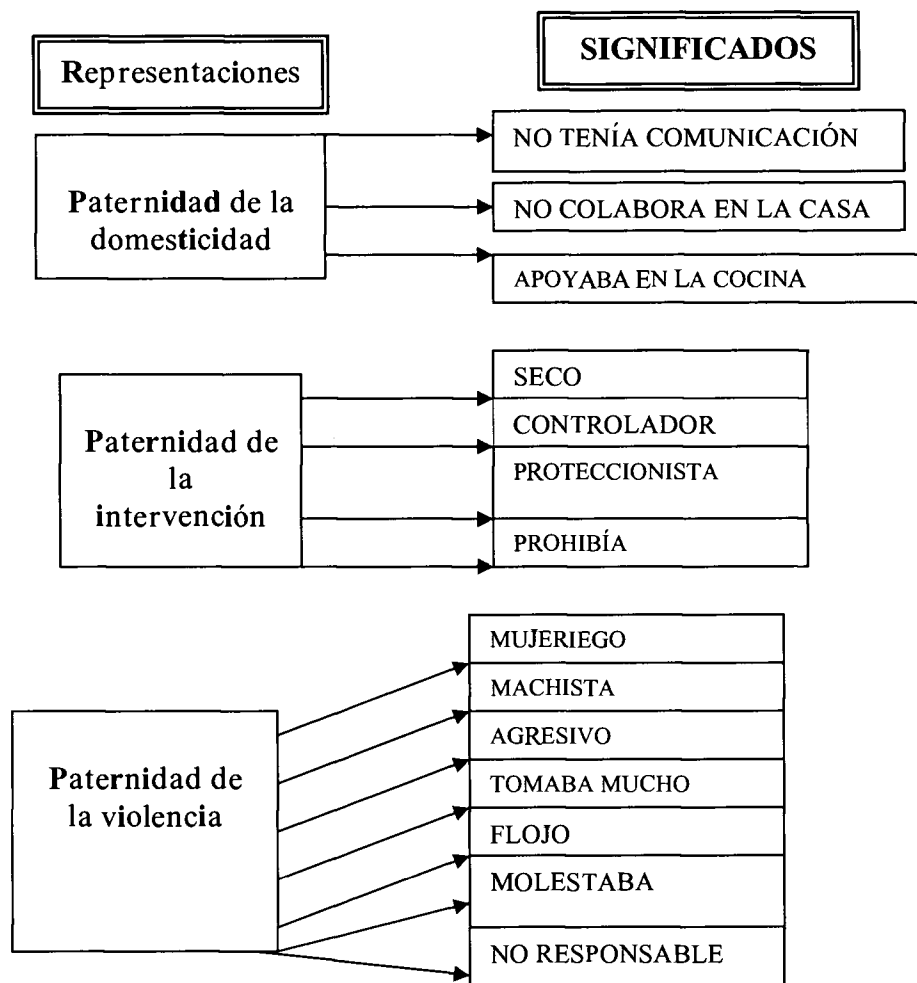 Representaciones
SIGNIFICADOS
Paternidad de la
domesticidad
NO TENÍA COMUNICACIÓN
NO COLABORA EN LA CASA
APOYABA EN LA COCINA
Paternidad de
la
intervención
SECO
CONTROLADOR
PROTECCIONISTA
PROHIBÍA
Paternidad de
la violencia
MUJERIEGO
MACHISTA
AGRESIVO
TOMABA MUCHO
FLOJO
MOLESTABA
NO RESPONSABLE